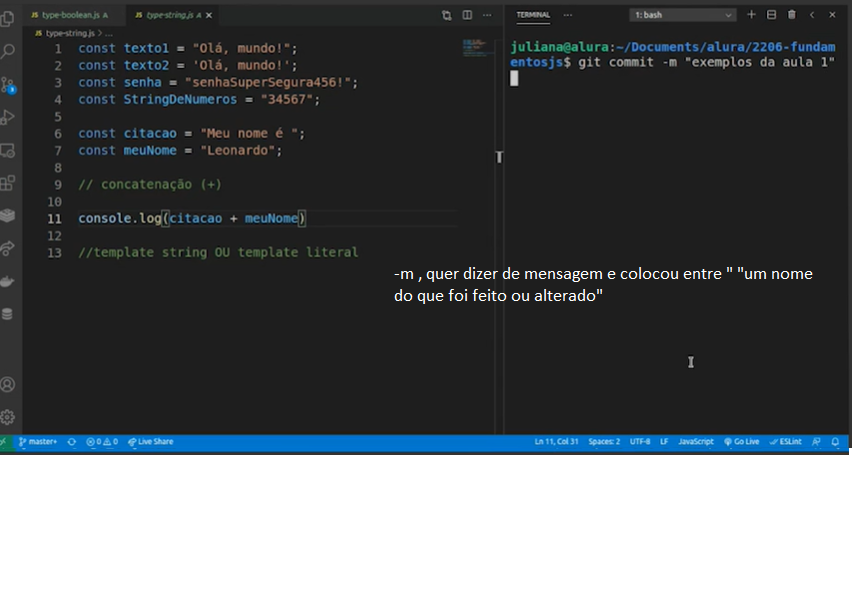 JS type-boolean.js A
JS type-string.js A ×
TERMINAL ...
1: bash
JS type-string.js > ...
1 const texto1 = "Olá, mundo!";
2 const texto2 = 'Olá, mundo!';
3 const senha = "senhaSuperSegura456!";
4 const StringDeNumeros = "34567";
5
6 const citacao = "Meu nome é ";
7 const meuNome = "Leonardo";
8
9 // concatenação (+)
10
11 console.log(citacao + meuNome)
12
13 //template string OU template literal
juliana@alura:~/Documents/alura/2206-fundam
entosjs$ git commit -m "exemplos da aula 1"
-m , quer dizer de mensagem e colocou entre " "um nome
do que foi feito ou alterado"
master+ 0 0 Live Share Ln 11, Col 31 Spaces: 2 UTF-8 LF JavaScript Go Live ESLint